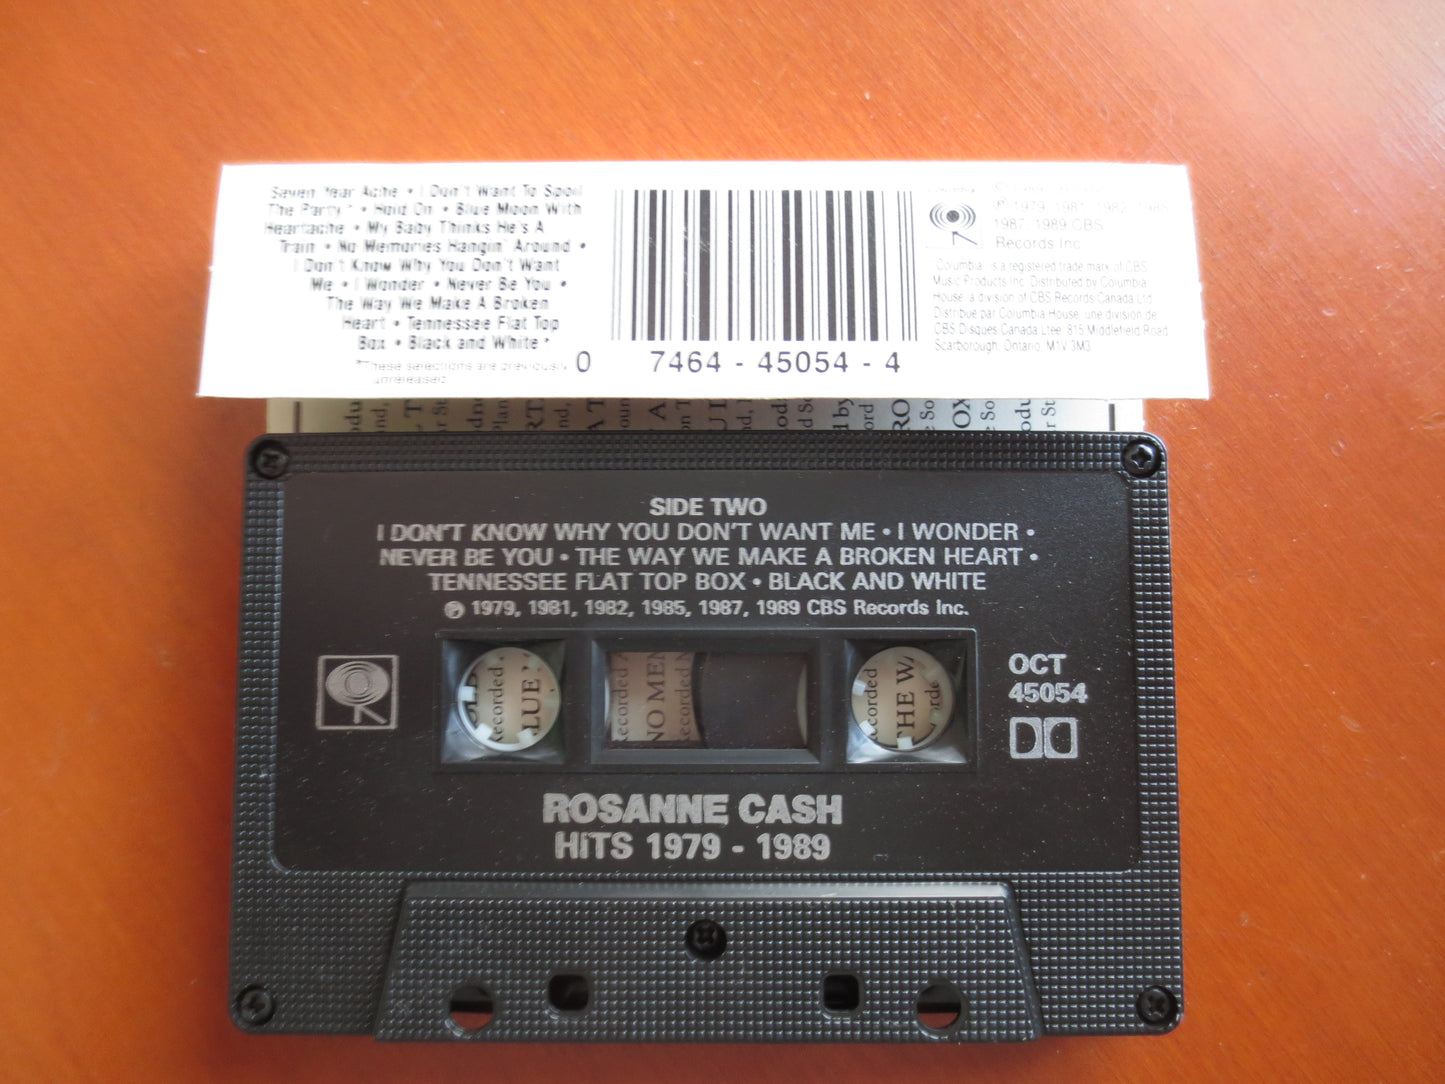 Seven Year Ache • I Don't Want To Spoil
The Party * • Hold On • Blue Moon With
Heartache • My Baby Thinks He's A
Train • No Memories Hangin' Around •
I Don't Know Why You Don't Want
Me • I Wonder • Never Be You •
The Way We Make A Broken
Heart • Tennessee Flat Top
Box • Black and White *
*These selections are previously
unreleased
0 7464 - 45054 - 4
℗ 1979, 1981, 1982, 1985,
1987, 1989 CBS
Records Inc.
Columbia, is a registered trade mark of CBS
Music Products Inc. Distributed by Columbia
House, a division of CBS Records Canada Ltd.
Distribué par Columbia House, une division de
CBS Disques Canada Ltée. 815 Middlefield Road
Scarborough, Ontario. M1V 3M3
SIDE TWO
I DON'T KNOW WHY YOU DON'T WANT ME • I WONDER •
NEVER BE YOU • THE WAY WE MAKE A BROKEN HEART •
TENNESSEE FLAT TOP BOX • BLACK AND WHITE
℗ 1979, 1981, 1982, 1985, 1987, 1989 CBS Records Inc.
OCT
45054
ROSANNE CASH
HITS 1979 - 1989